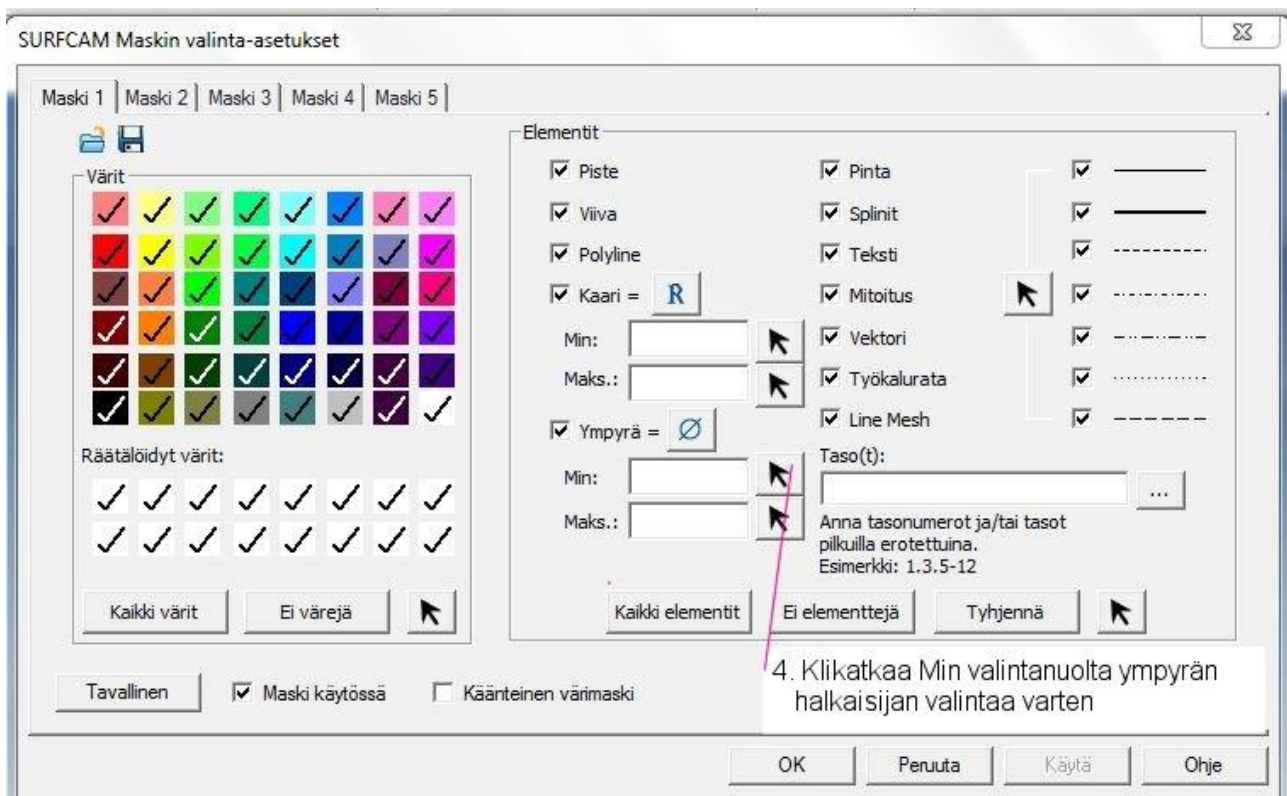 SURFCAM Maskin valinta-asetukset
Maski 1 Maski 2 Maski 3 Maski 4 Maski 5
Värit
Räätälöidyt värit:
Kaikki värit Ei värejä
Elementit
Piste
Viiva
Polyline
Kaari = R
Min:
Maks.:
Ympyrä = Ø
Min:
Maks.:
Pinta
Splinit
Teksti
Mitoitus
Vektori
Työkalurata
Line Mesh
Taso(t):
...
Anna tasonumerot ja/tai tasot
pilkuilla erotettuina.
Esimerkki: 1.3.5-12
Kaikki elementit Ei elementtejä Tyhjennä
4. Klikatkaa Min valintanuolta ympyrän
halkaisijan valintaa varten
Tavallinen Maski käytössä Käänteinen värimaski
OK Peruuta Käytä Ohje